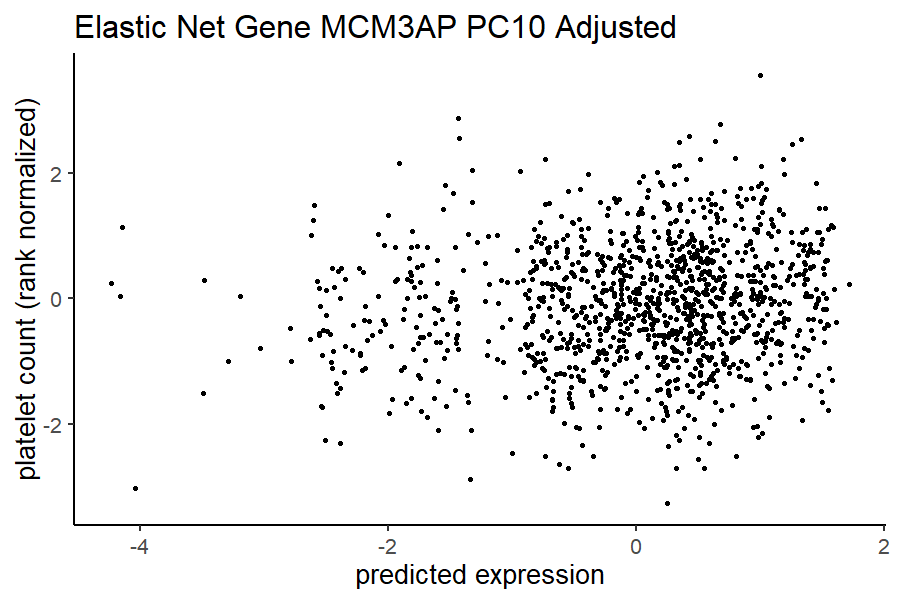 Elastic Net Gene MCM3AP PC10 Adjusted
platelet count (rank normalized)
2
0
-2
-4
-2
0
2
predicted expression